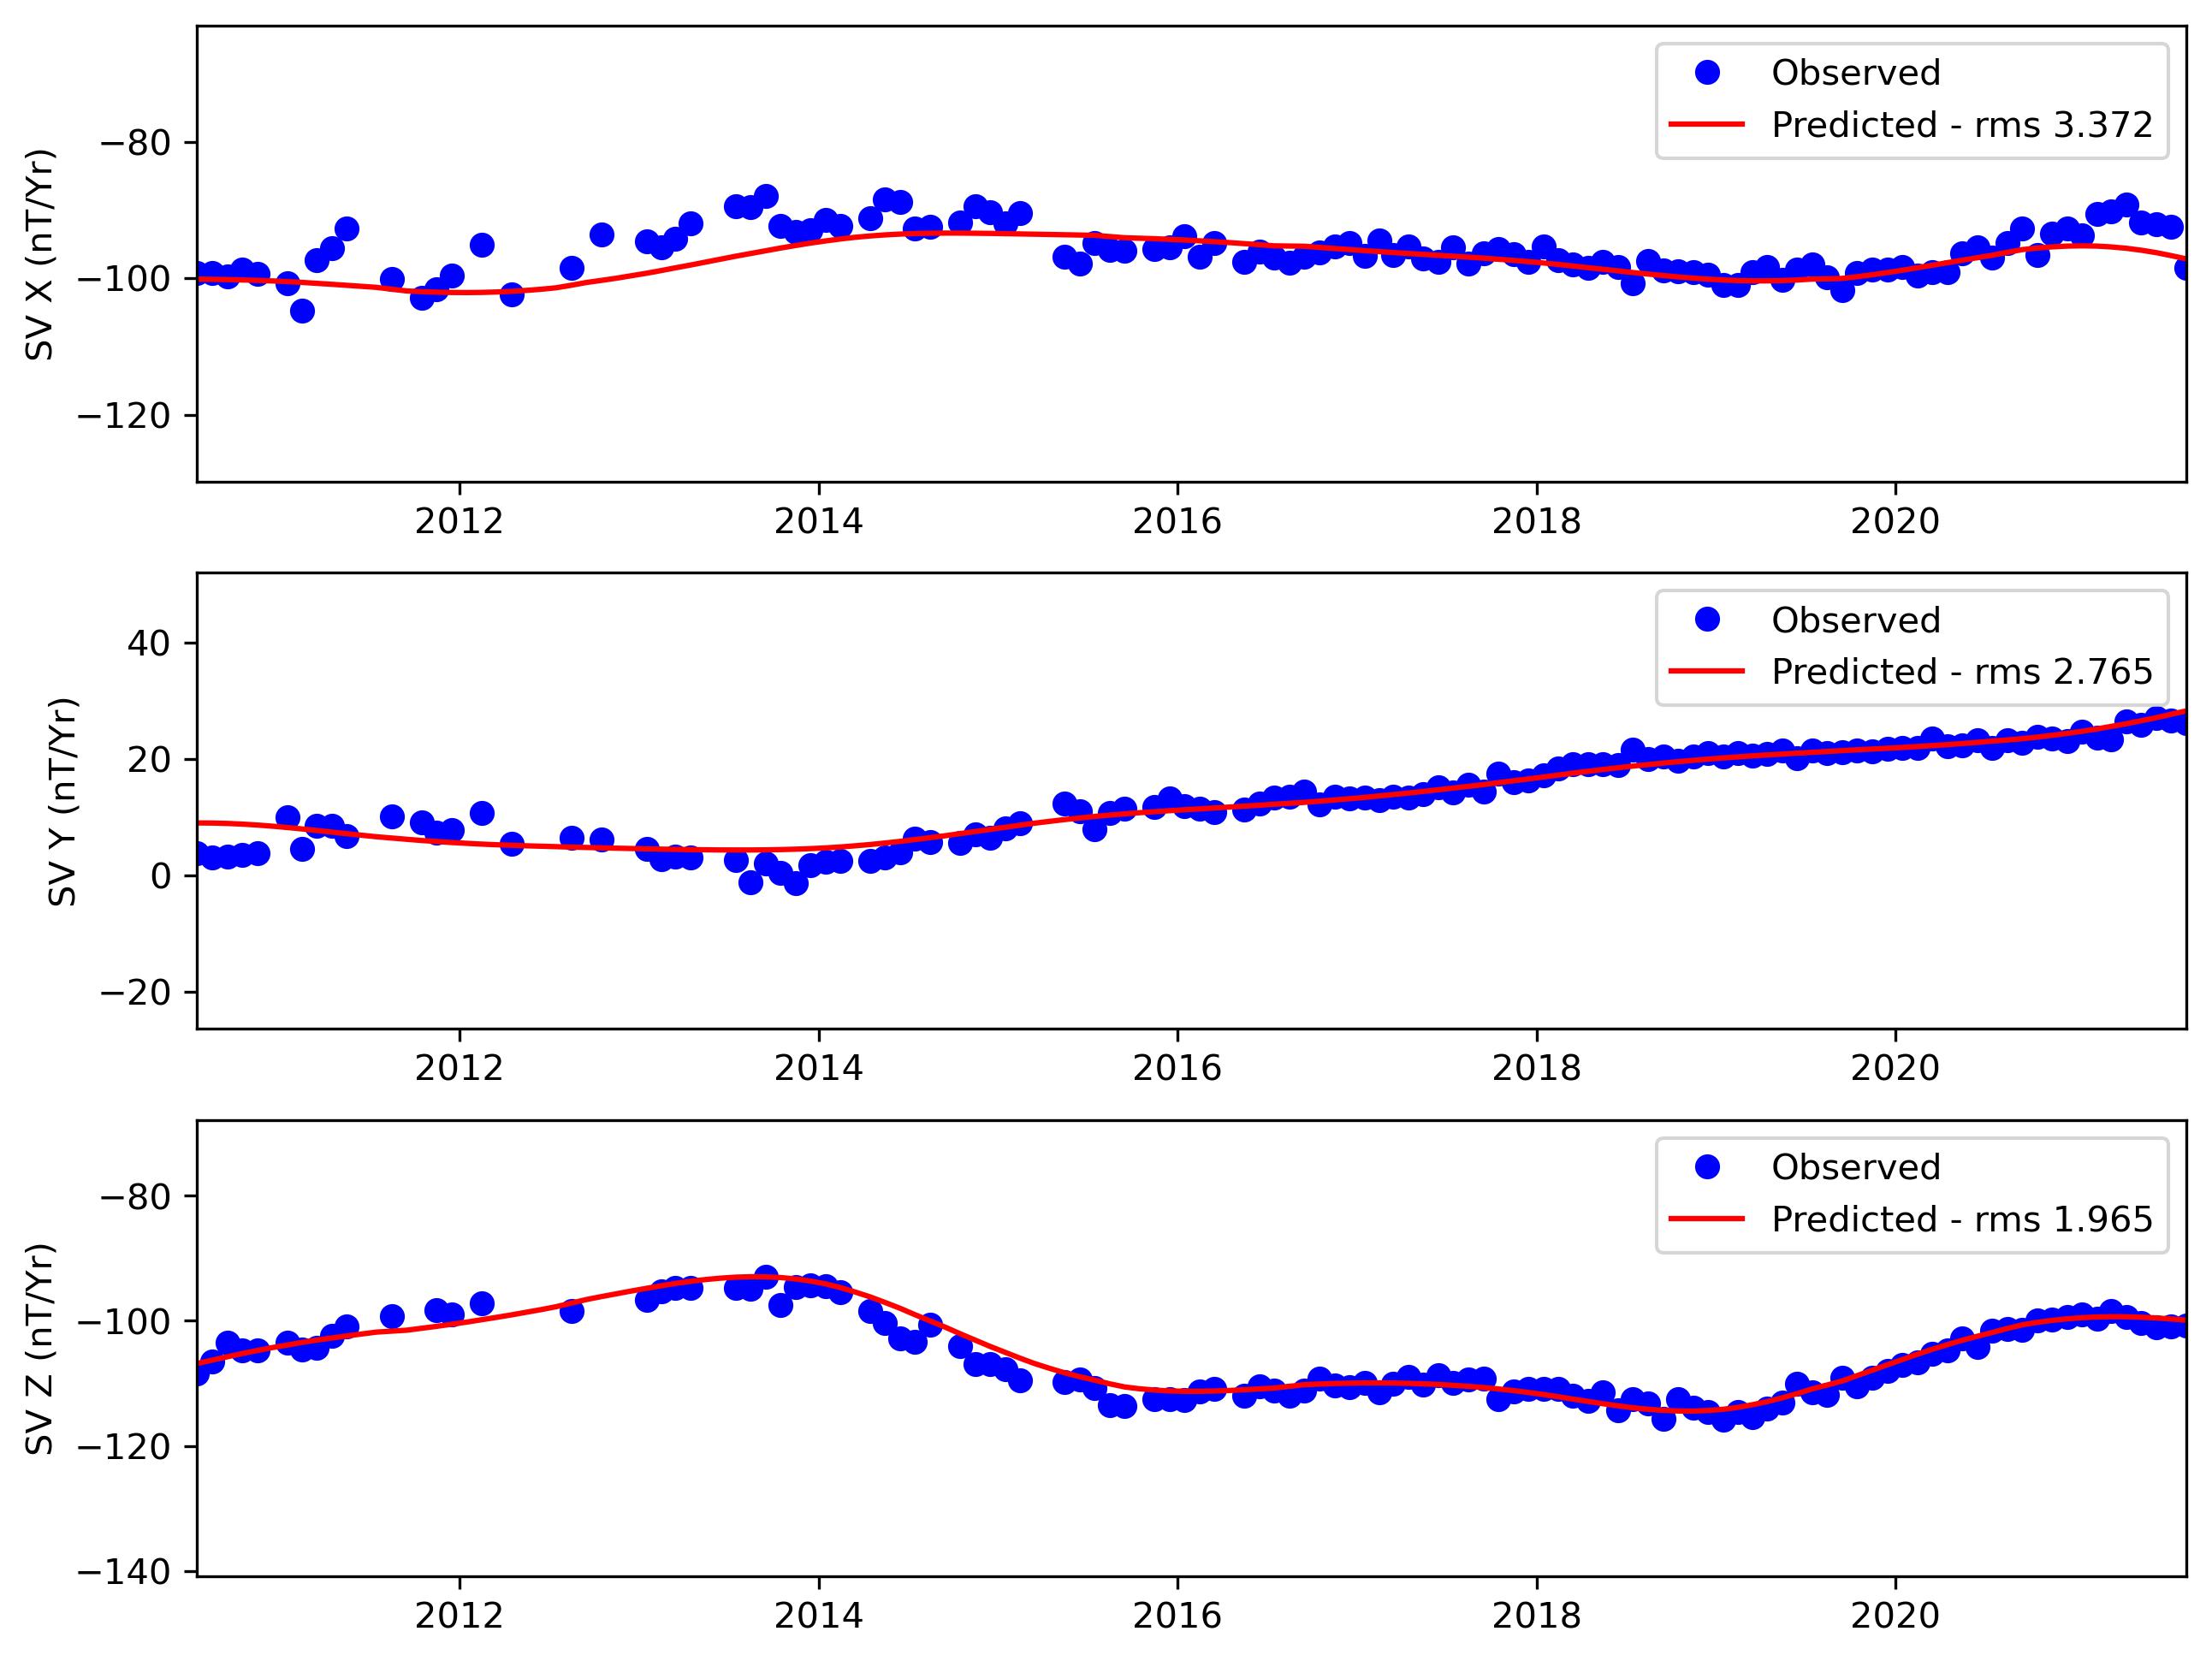 SV X (nT/Yr)
−80
−100
−120
Observed
Predicted - rms 3.372
2012 2014 2016 2018 2020
SV Y (nT/Yr)
40
20
0
−20
Observed
Predicted - rms 2.765
2012 2014 2016 2018 2020
SV Z (nT/Yr)
−80
−100
−120
−140
Observed
Predicted - rms 1.965
2012 2014 2016 2018 2020